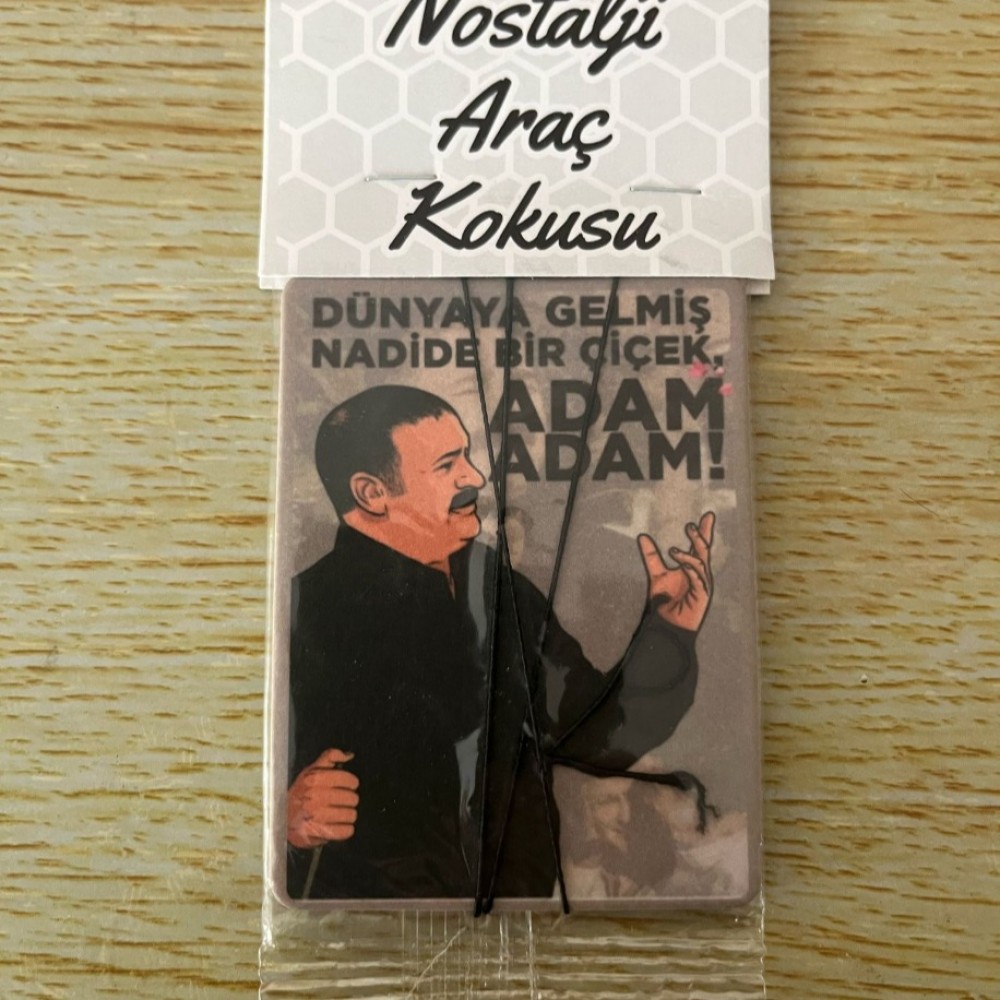 Nostalji
Araç
Kokusu
DÜNYAYA GELMİŞ
NADİDE BİR ÇİÇEK,
ADAM
ADAM!